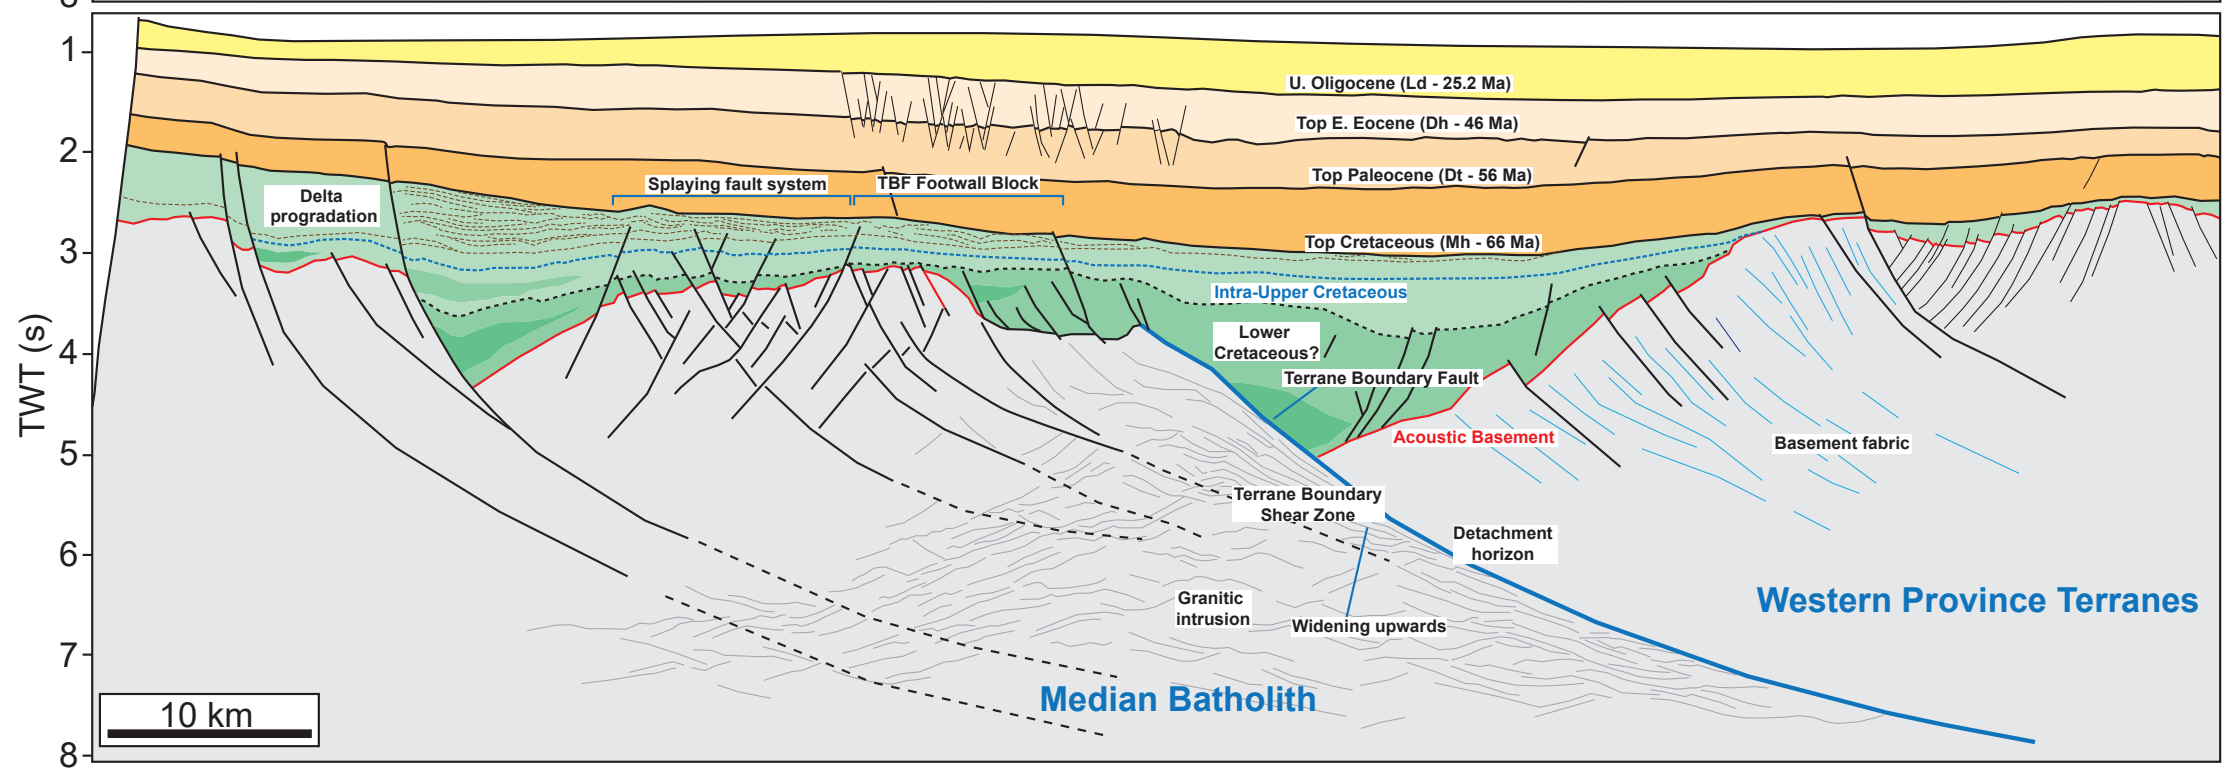 1
U. Oligocene (Ld - 25.2 Ma)
Top E. Eocene (Dh - 46 Ma)
2
Top Paleocene (Dt - 56 Ma)
Splaying fault system
TBF Footwall Block
Delta
progradation
Top Cretaceous (Mh - 66 Ma)
3
Intra-Upper Cretaceous
Lower
Cretaceous?
4
TWT (s)
Terrane Boundary Fault
Acoustic Basement
Basement fabric
5
Terrane Boundary
Shear Zone
Detachment
horizon
6
Granitic
intrusion
Widening upwards
Western Province Terranes
7
Median Batholith
10 km
8